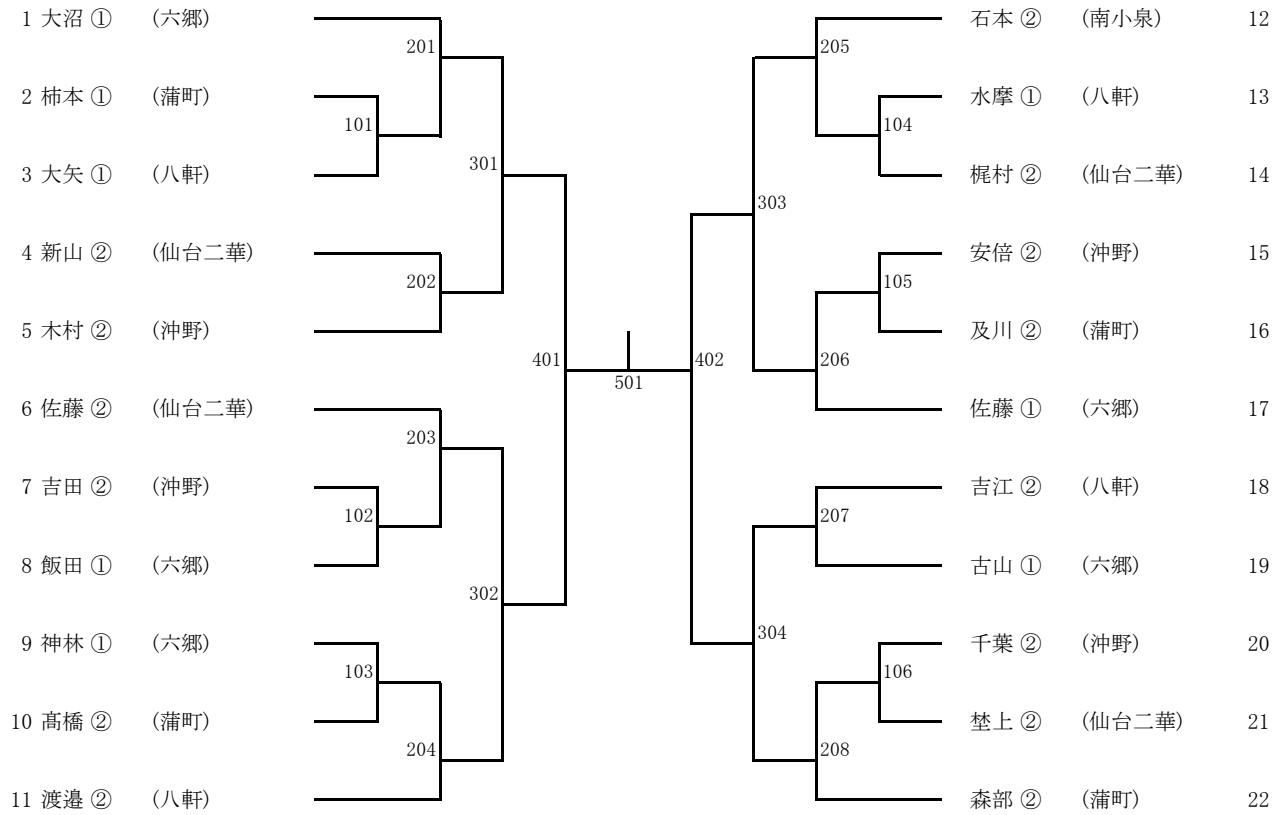 1 大沼 ① (六郷)
201
2 柿本 ① (蒲町)
101
3 大矢 ① (八軒)
301
4 新山 ② (仙台二華)
202
5 木村 ② (沖野)
401
6 佐藤 ② (仙台二華)
203
7 吉田 ② (沖野)
102
8 飯田 ① (六郷)
302
9 神林 ① (六郷)
103
10 髙橋 ② (蒲町)
204
11 渡邉 ② (八軒)
501
石本 ② (南小泉) 12
205
水摩 ① (八軒) 13
104
梶村 ② (仙台二華) 14
303
安倍 ② (沖野) 15
105
及川 ② (蒲町) 16
402
206
佐藤 ① (六郷) 17
吉江 ② (八軒) 18
207
古山 ① (六郷) 19
304
千葉 ② (沖野) 20
106
埜上 ② (仙台二華) 21
208
森部 ② (蒲町) 22